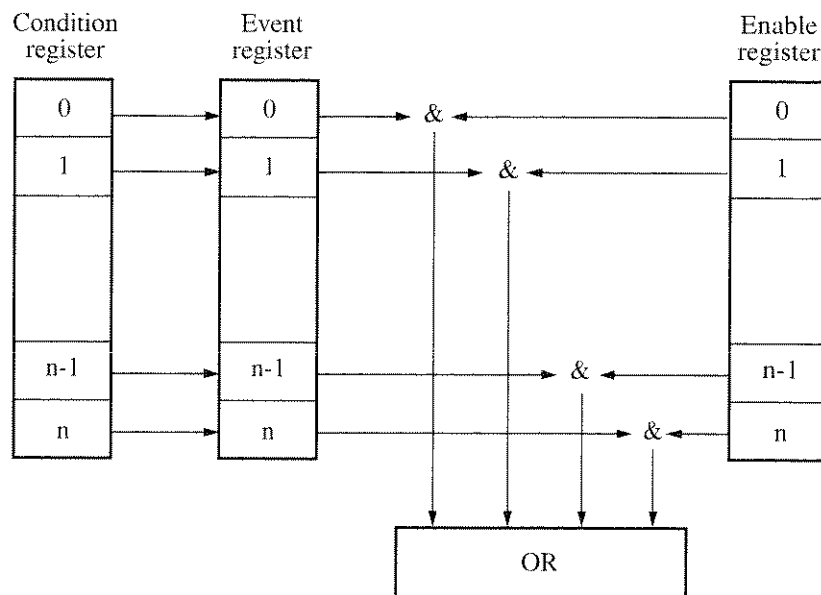 Condition register
Event register
Enable register
0
0
&
0
1
1
&
1
n-1
n-1
&
n-1
n
n
&
n
OR